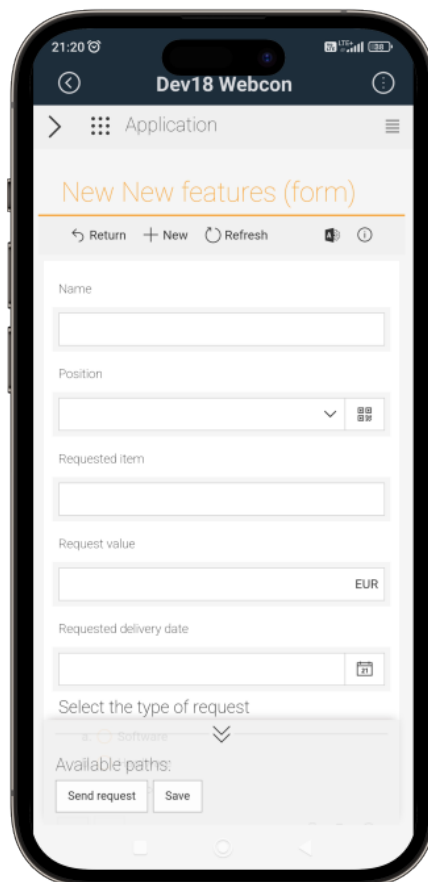 21:20
Dev18 Webcon
Application
New New features (form)
Return New Refresh
Name
Position
Requested item
Request value
EUR
Requested delivery date
21
Select the type of request
a. Software
Available paths:
Send request Save